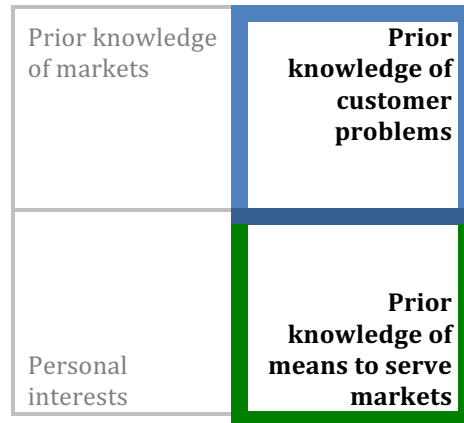 Prior knowledge
of markets
Prior
knowledge of
customer
problems
Personal
interests
Prior
knowledge of
means to serve
markets